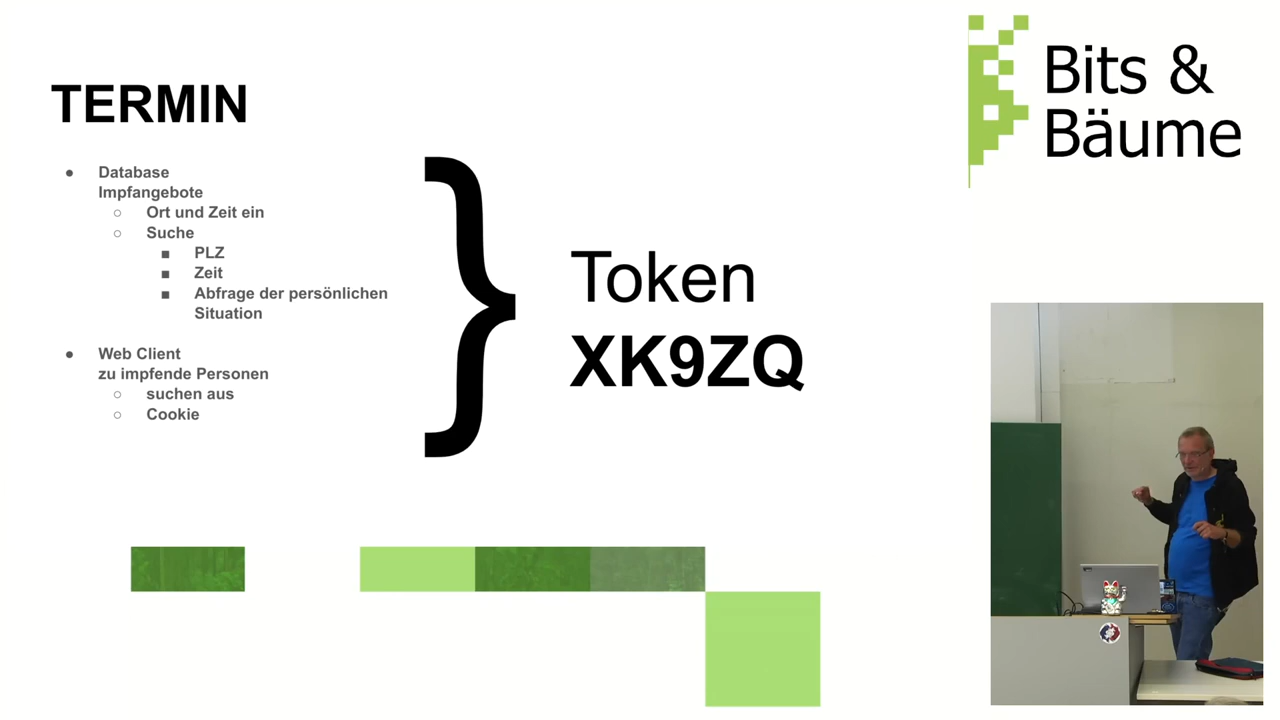 Bits &
Bäume
TERMIN
Database
Impfangebote
Ort und Zeit ein
Suche
PLZ
Zeit
Abfrage der persönlichen
Situation
Web Client
zu impfende Personen
suchen aus
Cookie
}
Token
XK9ZQ